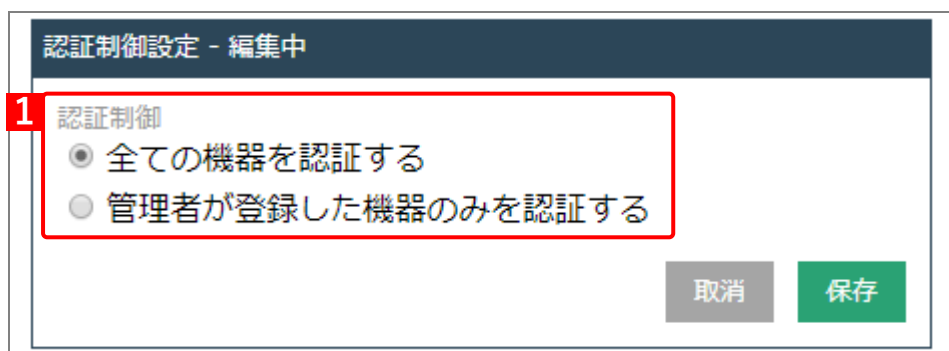 認証制御設定 - 編集中
1
認証制御
全ての機器を認証する
管理者が登録した機器のみを認証する
取消 保存